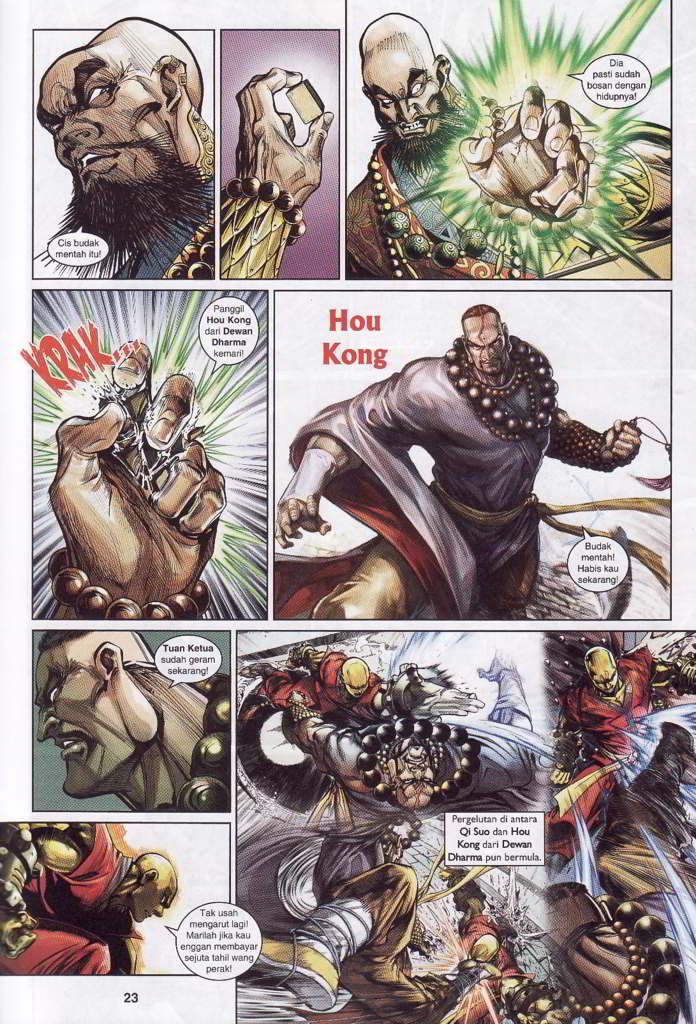 Cis budak
mentah itu!
Dia
pasti sudah
bosan dengan
hidupnya!
KRAK...
Panggil
Hou Kong
dari Dewan
Dharma
kemari!
Hou
Kong
Budak
mentah!
Habis kau
sekarang!
Tuan Ketua
sudah geram
sekarang!
Pergelutan di antara
Qi Suo dan Hou
Kong dari Dewan
Dharma pun bermula.
Tak usah
mengarut lagi!
Marilah jika kau
enggan membayar
sejuta tahil wang
perak!
23